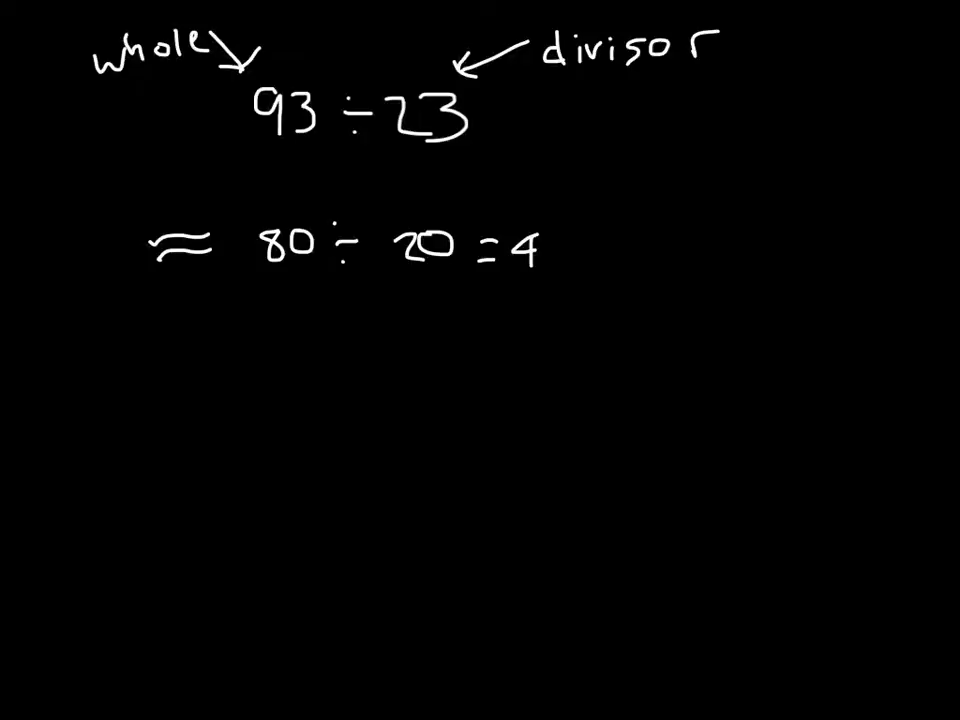 whole divisor
93 ÷ 23
≈ 80 ÷ 20 = 4